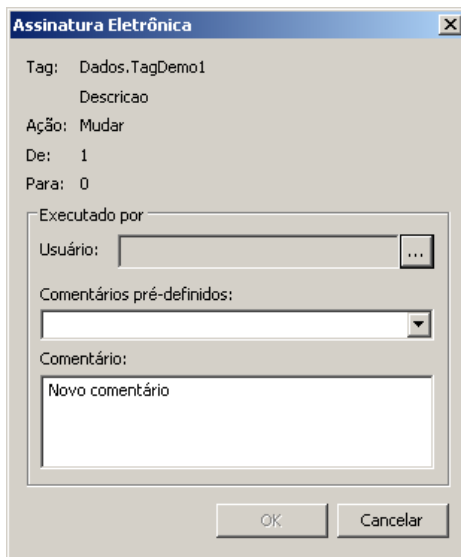 Assinatura Eletrônica
Tag: Dados.TagDemo1
Descricao
Ação: Mudar
De: 1
Para: 0
Executado por
Usuário: ...
Comentários pré-definidos:
Comentário:
Novo comentário
OK Cancelar